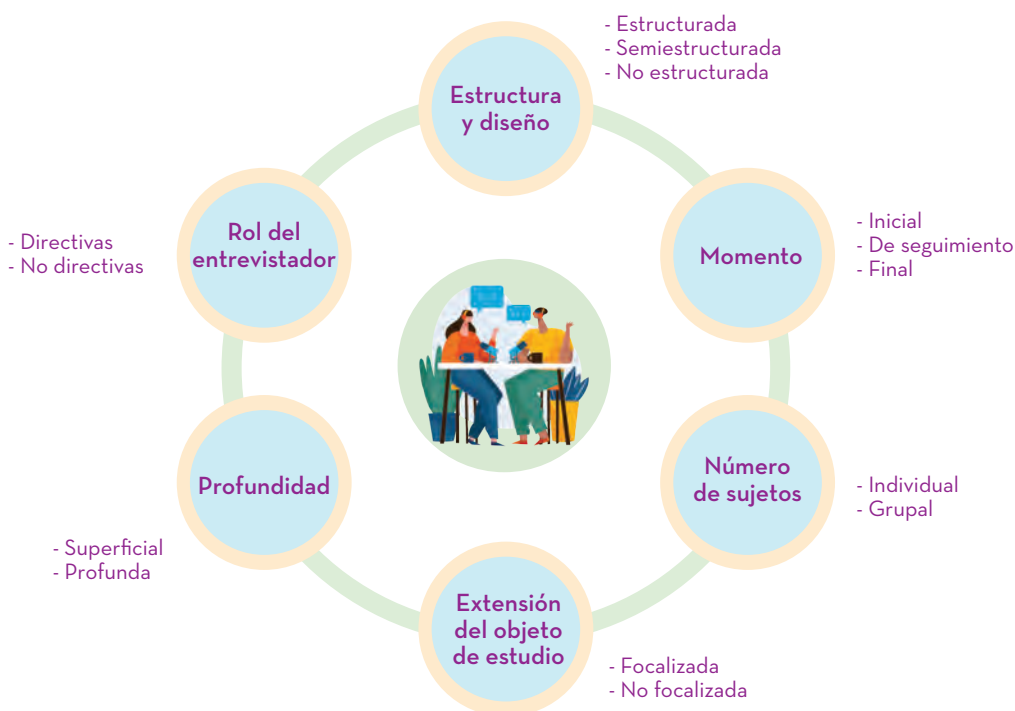 Estructura
y diseño
- Estructurada
- Semiestructurada
- No estructurada
Momento
- Inicial
- De seguimiento
- Final
Número
de sujetos
- Individual
- Grupal
Extensión
del objeto
de estudio
- Focalizada
- No focalizada
Profundidad
- Superficial
- Profunda
Rol del
entrevistador
- Directivas
- No directivas